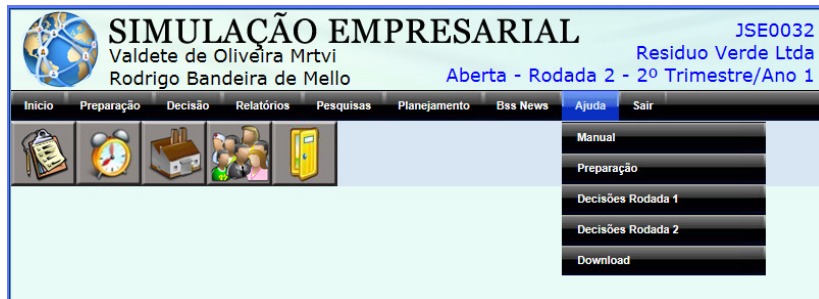 SIMULAÇÃO EMPRESARIAL
JSE0032
Valdete de Oliveira Mrtvi
Residuo Verde Ltda
Rodrigo Bandeira de Mello
Aberta - Rodada 2 - 2º Trimestre/Ano 1
Inicio Preparação Decisão Relatórios Pesquisas Planejamento Bss News Ajuda Sair
Manual
Preparação
Decisões Rodada 1
Decisões Rodada 2
Download